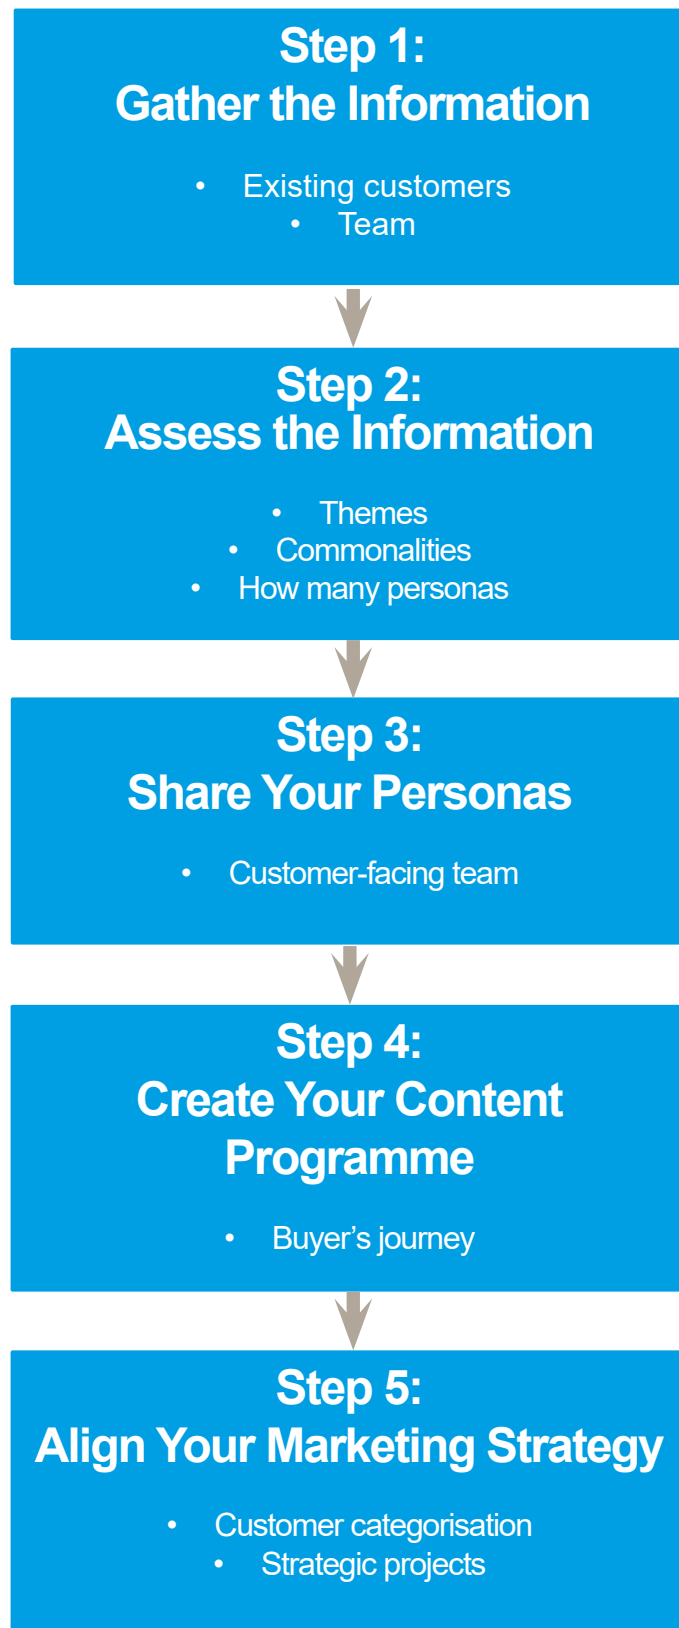 Step 1:
Gather the Information
• Existing customers
• Team
Step 2:
Assess the Information
• Themes
• Commonalities
• How many personas
Step 3:
Share Your Personas
• Customer-facing team
Step 4:
Create Your Content
Programme
• Buyer’s journey
Step 5:
Align Your Marketing Strategy
• Customer categorisation
• Strategic projects